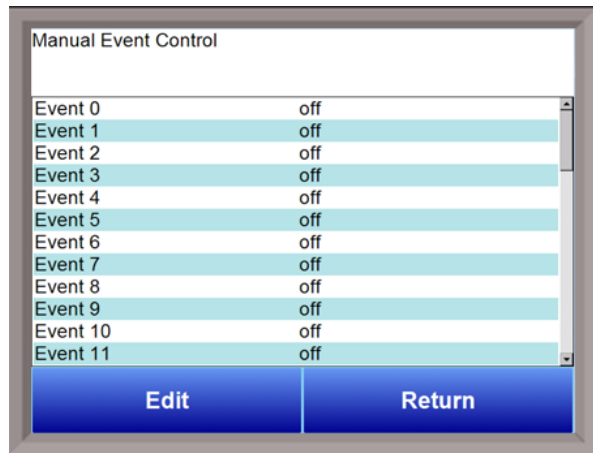 Manual Event Control
Event 0 off
Event 1 off
Event 2 off
Event 3 off
Event 4 off
Event 5 off
Event 6 off
Event 7 off
Event 8 off
Event 9 off
Event 10 off
Event 11 off
Edit Return